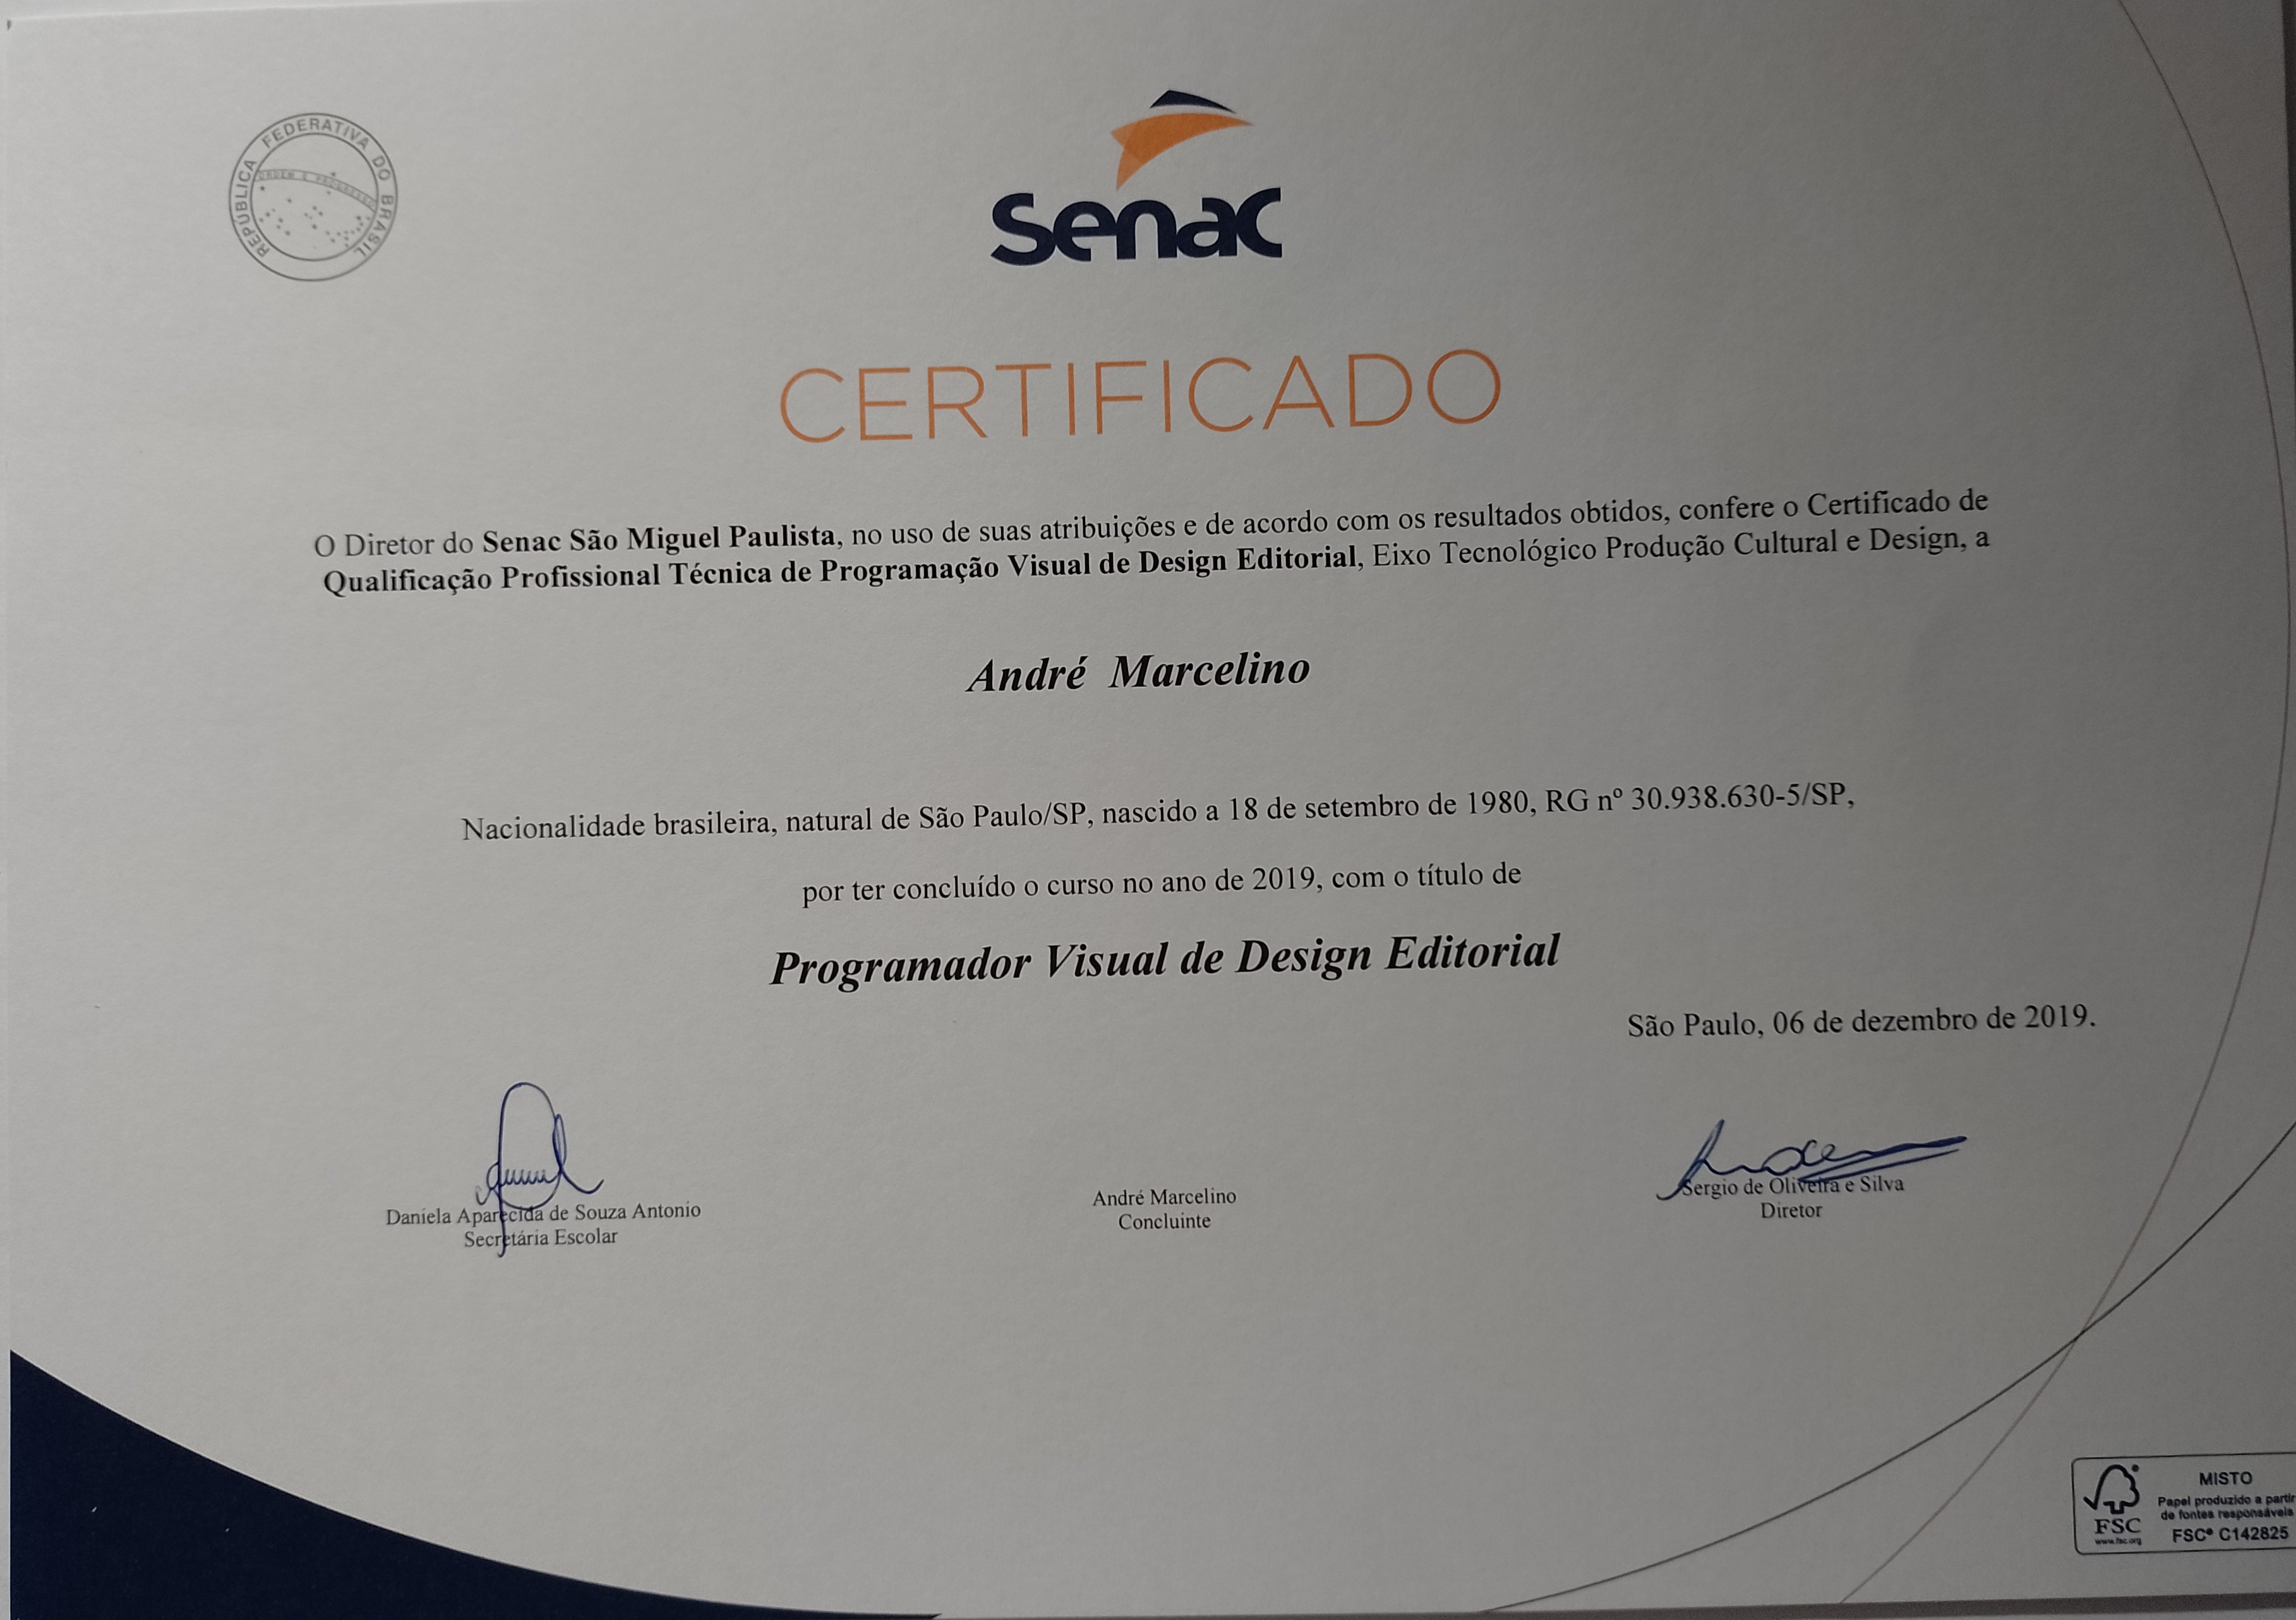 REPÚBLICA FEDERATIVA DO BRASIL
ORDEM E PROGRESSO
senac
CERTIFICADO
O Diretor do Senac São Miguel Paulista, no uso de suas atribuições e de acordo com os resultados obtidos, confere o Certificado de
Qualificação Profissional Técnica de Programação Visual de Design Editorial, Eixo Tecnológico Produção Cultural e Design, a
André Marcelino
Nacionalidade brasileira, natural de São Paulo/SP, nascido a 18 de setembro de 1980, RG nº 30.938.630-5/SP,
por ter concluído o curso no ano de 2019, com o título de
Programador Visual de Design Editorial
São Paulo, 06 de dezembro de 2019.
Daniela Aparecida de Souza Antonio
Secretária Escolar
André Marcelino
Concluinte
Sergio de Oliveira e Silva
Diretor
MISTO
Papel produzido a partir
de fontes responsáveis
FSC® C142825
FSC
www.fsc.org